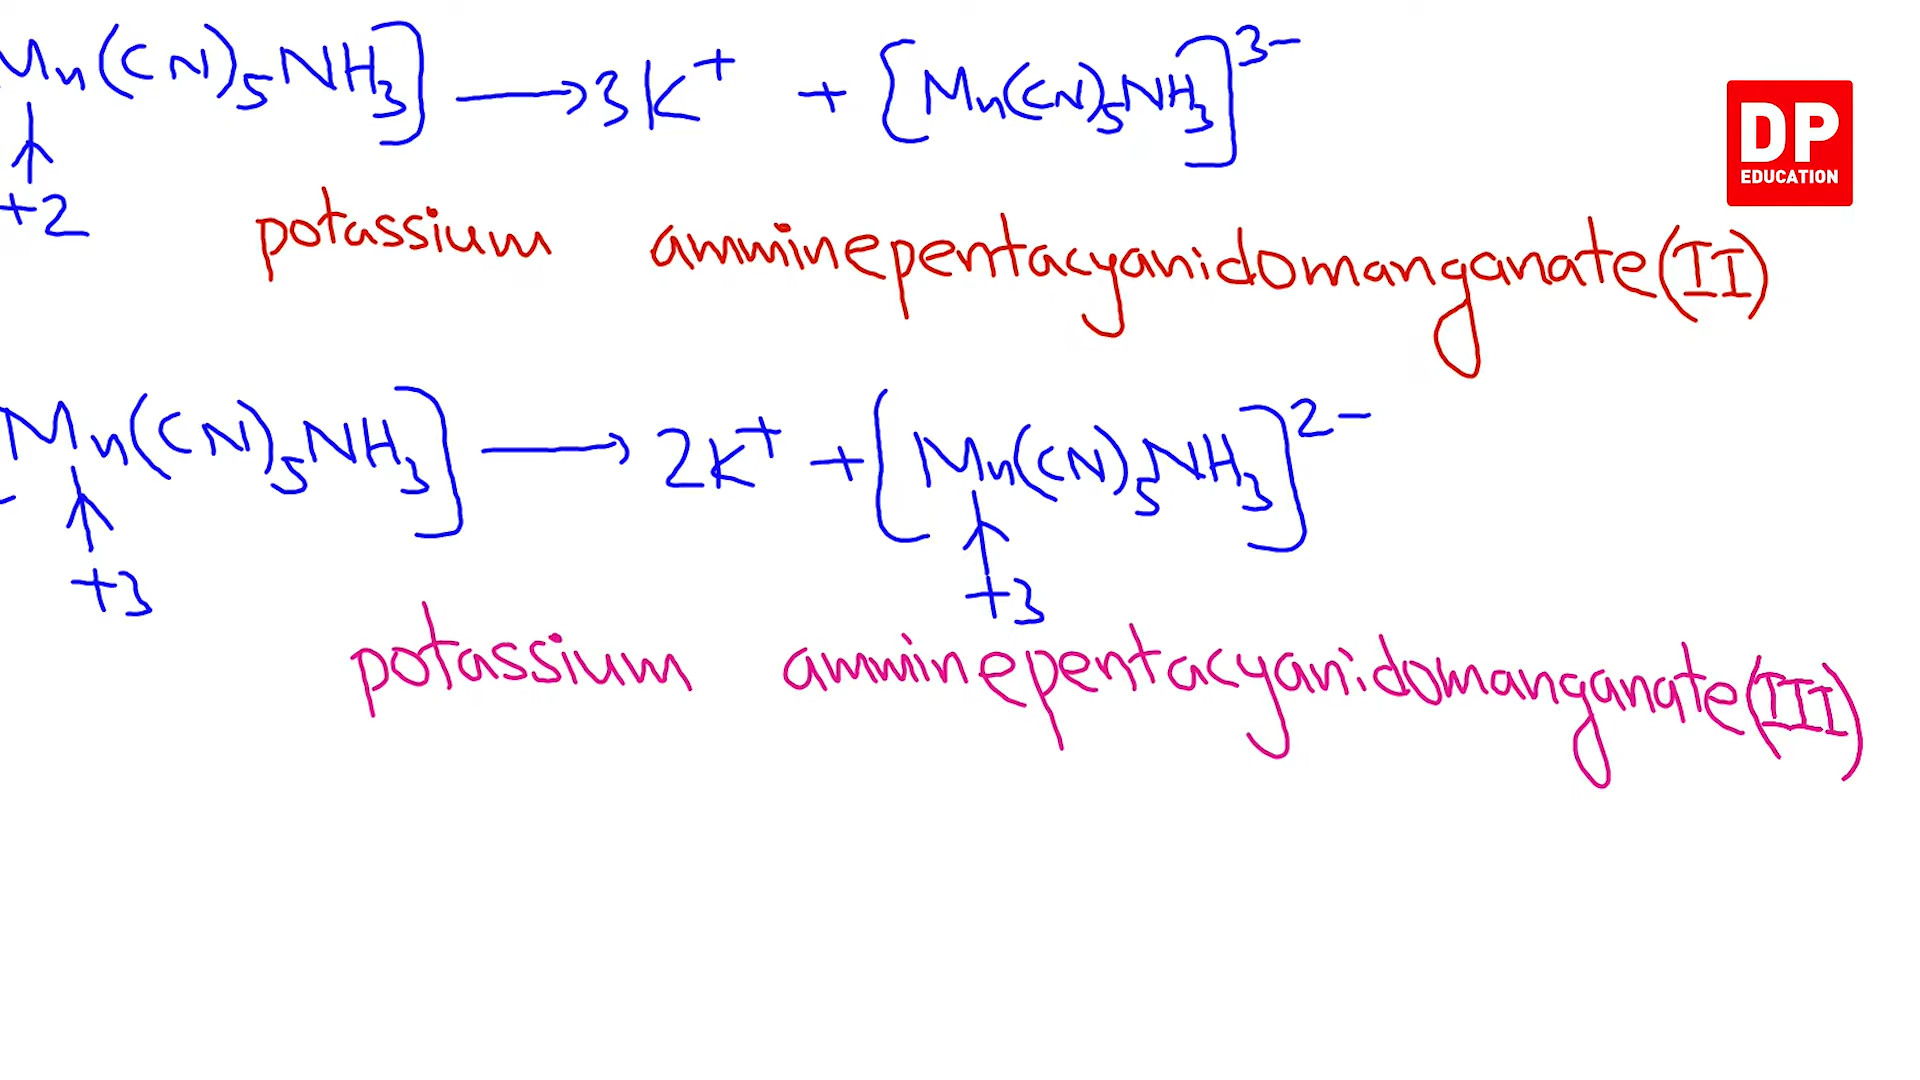 Mn(CN)₅NH₃] ⟶ 3K⁺ + [Mn(CN)₅NH₃]³⁻
+2
potassium amminepentacyanidomanganate(II)
Mn(CN)₅NH₃] ⟶ 2K⁺ + [Mn(CN)₅NH₃]²⁻
+3 +3
potassium amminepentacyanidomanganate(III)
DP
EDUCATION